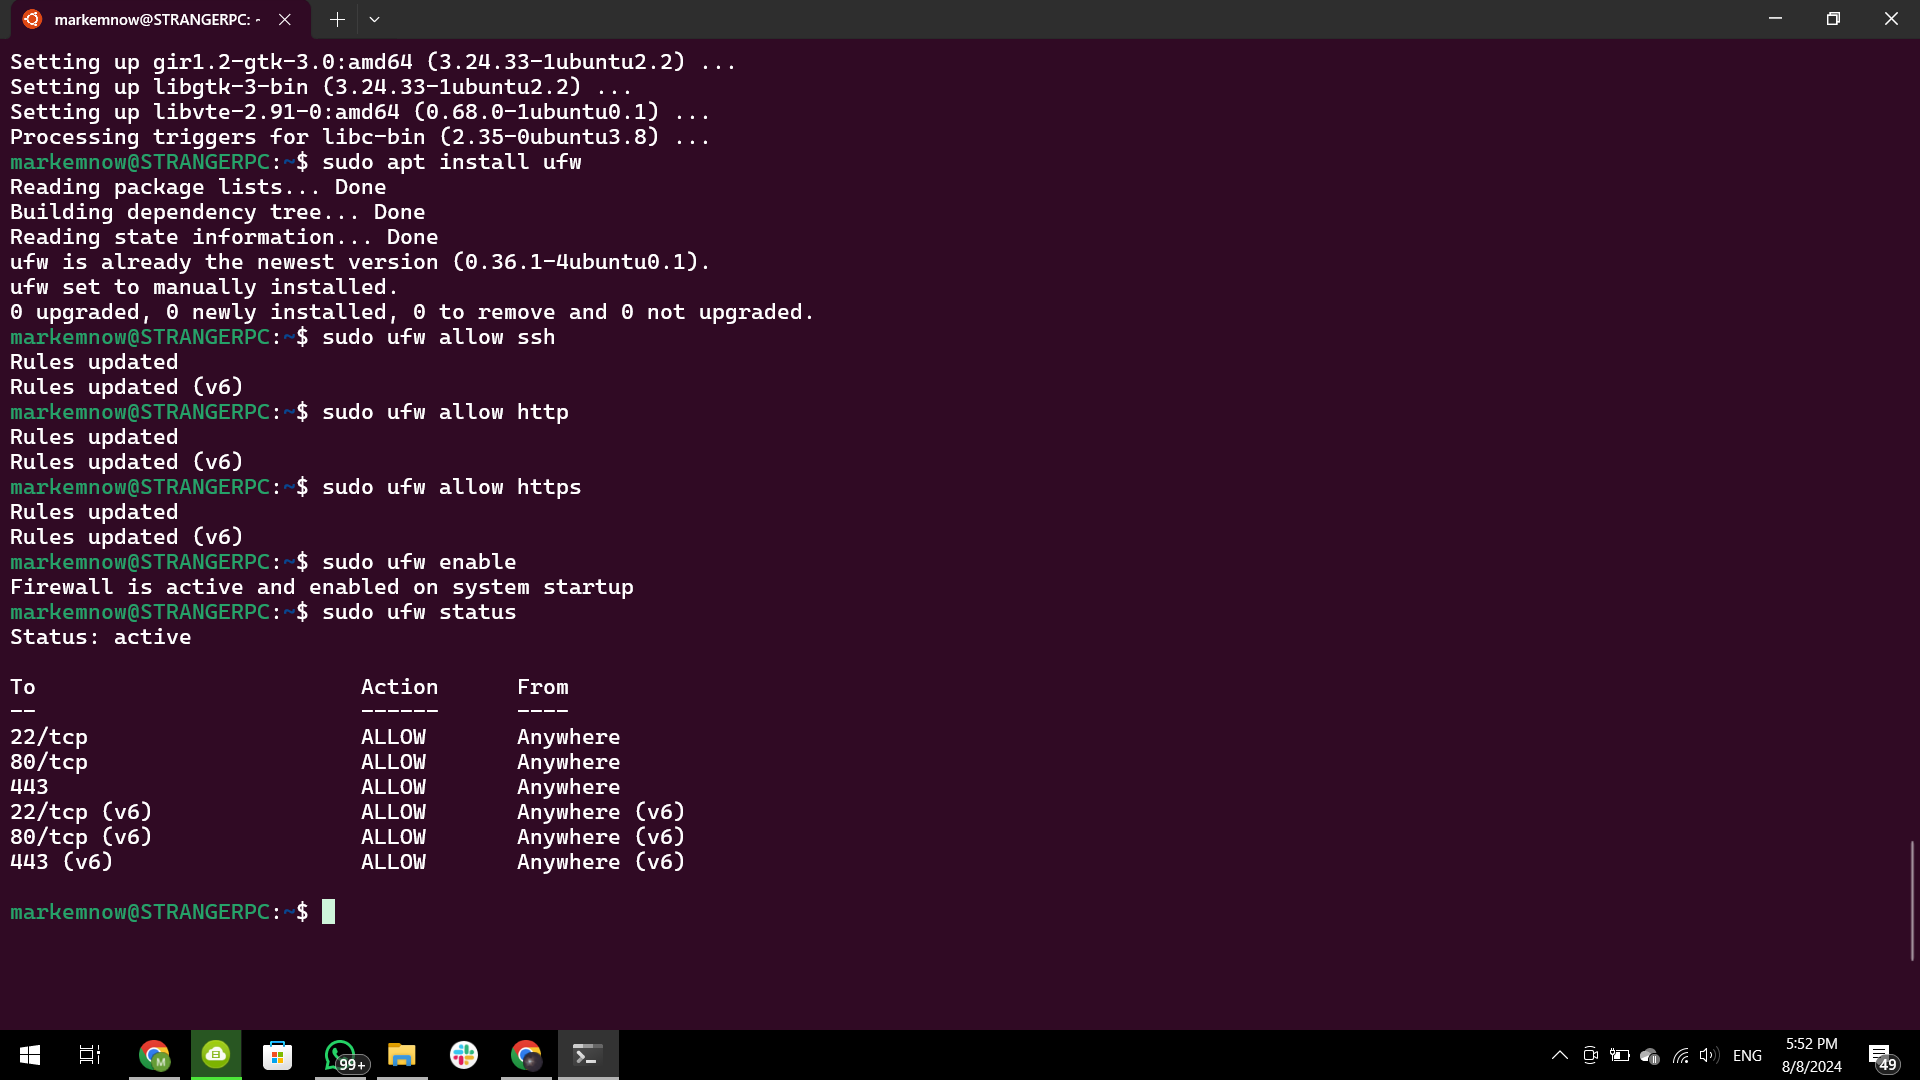 markemnow@STRANGERPC: ~
Setting up gir1.2-gtk-3.0:amd64 (3.24.33-1ubuntu2.2) ...
Setting up libgtk-3-bin (3.24.33-1ubuntu2.2) ...
Setting up libvte-2.91-0:amd64 (0.68.0-1ubuntu0.1) ...
Processing triggers for libc-bin (2.35-0ubuntu3.8) ...
markemnow@STRANGERPC:~$ sudo apt install ufw
Reading package lists... Done
Building dependency tree... Done
Reading state information... Done
ufw is already the newest version (0.36.1-4ubuntu0.1).
ufw set to manually installed.
0 upgraded, 0 newly installed, 0 to remove and 0 not upgraded.
markemnow@STRANGERPC:~$ sudo ufw allow ssh
Rules updated
Rules updated (v6)
markemnow@STRANGERPC:~$ sudo ufw allow http
Rules updated
Rules updated (v6)
markemnow@STRANGERPC:~$ sudo ufw allow https
Rules updated
Rules updated (v6)
markemnow@STRANGERPC:~$ sudo ufw enable
Firewall is active and enabled on system startup
markemnow@STRANGERPC:~$ sudo ufw status
Status: active
To Action From
-- ------ ----
22/tcp ALLOW Anywhere
80/tcp ALLOW Anywhere
443 ALLOW Anywhere
22/tcp (v6) ALLOW Anywhere (v6)
80/tcp (v6) ALLOW Anywhere (v6)
443 (v6) ALLOW Anywhere (v6)
markemnow@STRANGERPC:~$
M
99+
ENG
5:52 PM
8/8/2024
49